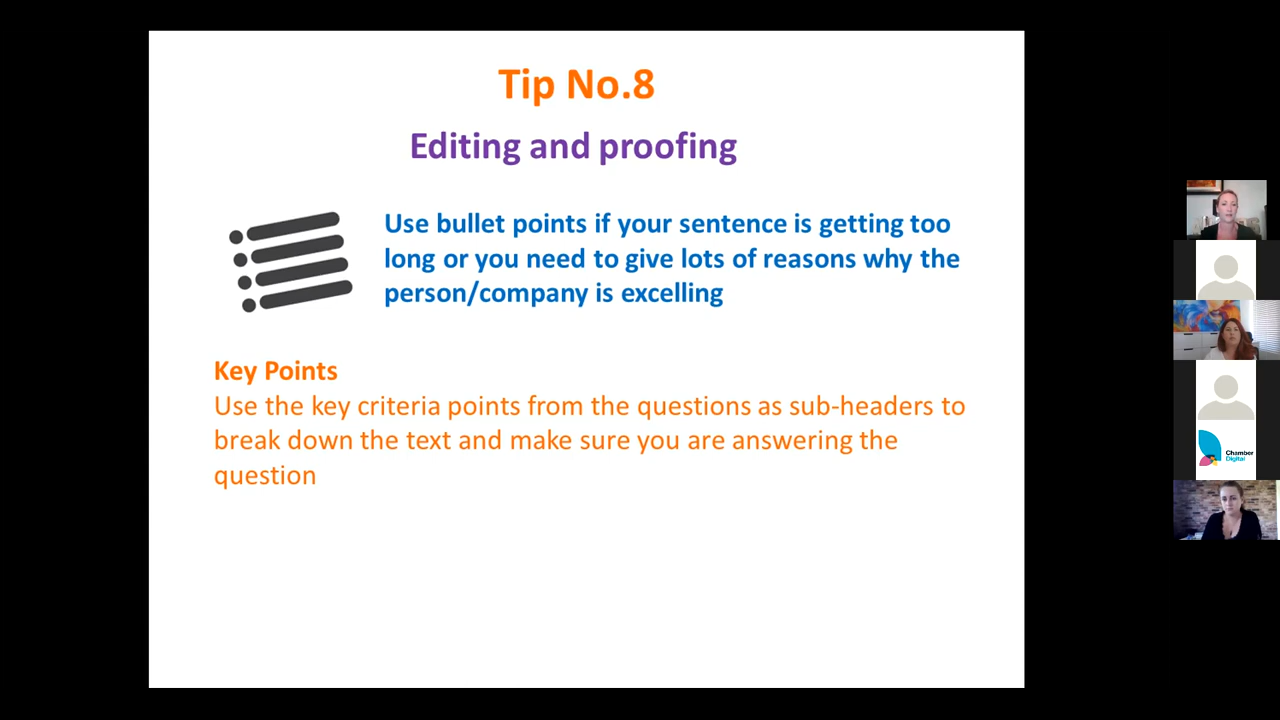 Tip No.8
Editing and proofing
Use bullet points if your sentence is getting too
long or you need to give lots of reasons why the
person/company is excelling
Key Points
Use the key criteria points from the questions as sub-headers to
break down the text and make sure you are answering the
question
Chamber
Digital